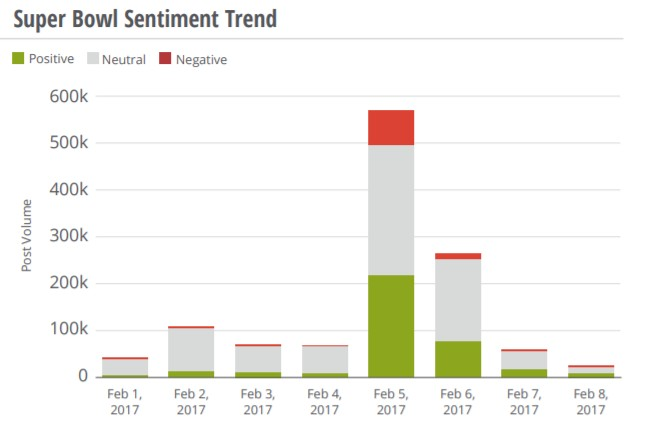 Super Bowl Sentiment Trend
Positive Neutral Negative
600k
500k
400k
300k
200k
100k
0
Post Volume
Feb 1, Feb 2, Feb 3, Feb 4, Feb 5, Feb 6, Feb 7, Feb 8,
2017 2017 2017 2017 2017 2017 2017 2017